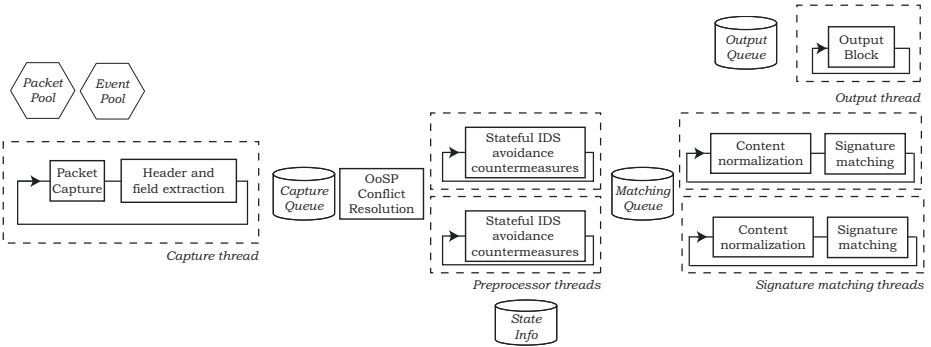 Output
Queue
Output
Block
Output thread
Packet
Pool
Event
Pool
Packet
Capture
Header and
field extraction
Capture thread
Capture
Queue
OoSP
Conflict
Resolution
Stateful IDS
avoidance
countermeasures
Stateful IDS
avoidance
countermeasures
Preprocessor threads
State
Info
Matching
Queue
Content
normalization
Signature
matching
Content
normalization
Signature
matching
Signature matching threads